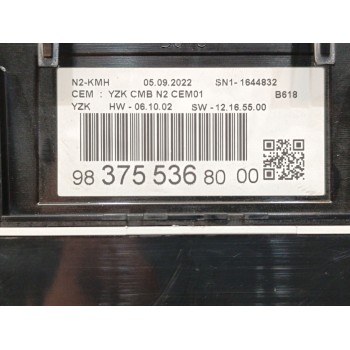 N2-KMH 05.09.2022 SN1- 1644832
CEM : YZK CMB N2 CEM01 B618
YZK HW - 06.10.02 SW - 12.16.55.00
98 375 536 80 00